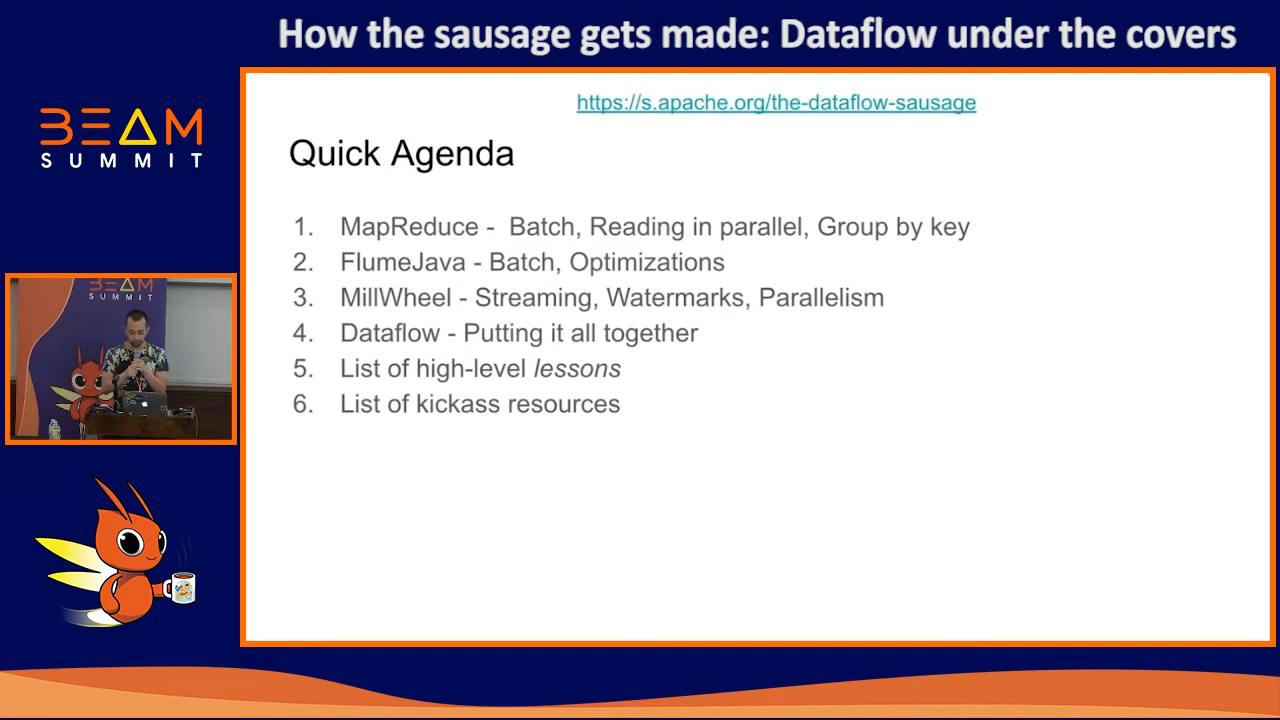 How the sausage gets made: Dataflow under the covers
https://s.apache.org/the-dataflow-sausage
BEAM
SUMMIT
Quick Agenda
1. MapReduce - Batch, Reading in parallel, Group by key
2. FlumeJava - Batch, Optimizations
3. MillWheel - Streaming, Watermarks, Parallelism
4. Dataflow - Putting it all together
5. List of high-level lessons
6. List of kickass resources
BEAM
SUMMIT